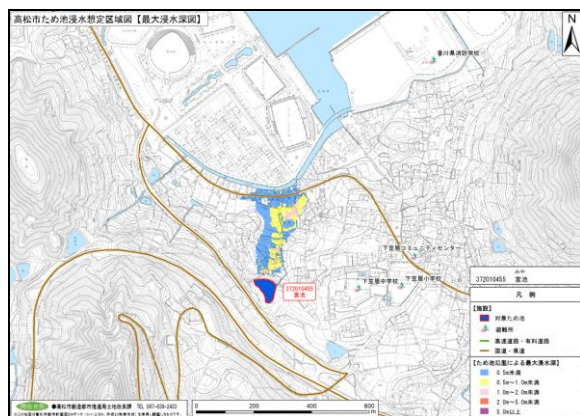 高松市ため池浸水想定区域図【最大浸水深図】
N
香川県消防学校
下笠居コミュニティセンター
下笠居中学校
下笠居小学校
372010455
宮池
372010455 宮池
凡 例
【施設】
対象ため池
避難所
高速道路・有料道路
国道・県道
【ため池氾濫による最大浸水深】
0.5m未満
0.5m～1.0m未満
1.0m～2.0m未満
2.0m～5.0m未満
5.0m以上
0 200 400 600
m